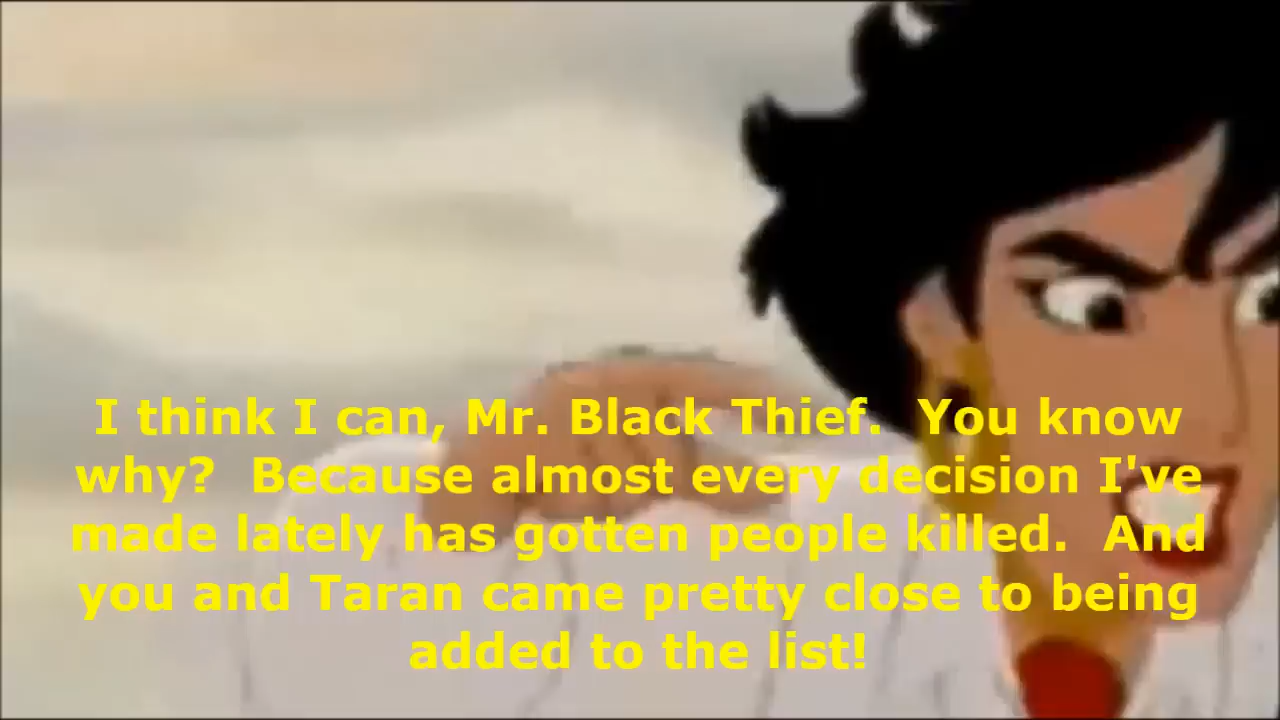 I think I can, Mr. Black Thief.  You know
why?  Because almost every decision I've
made lately has gotten people killed.  And
you and Taran came pretty close to being
added to the list!